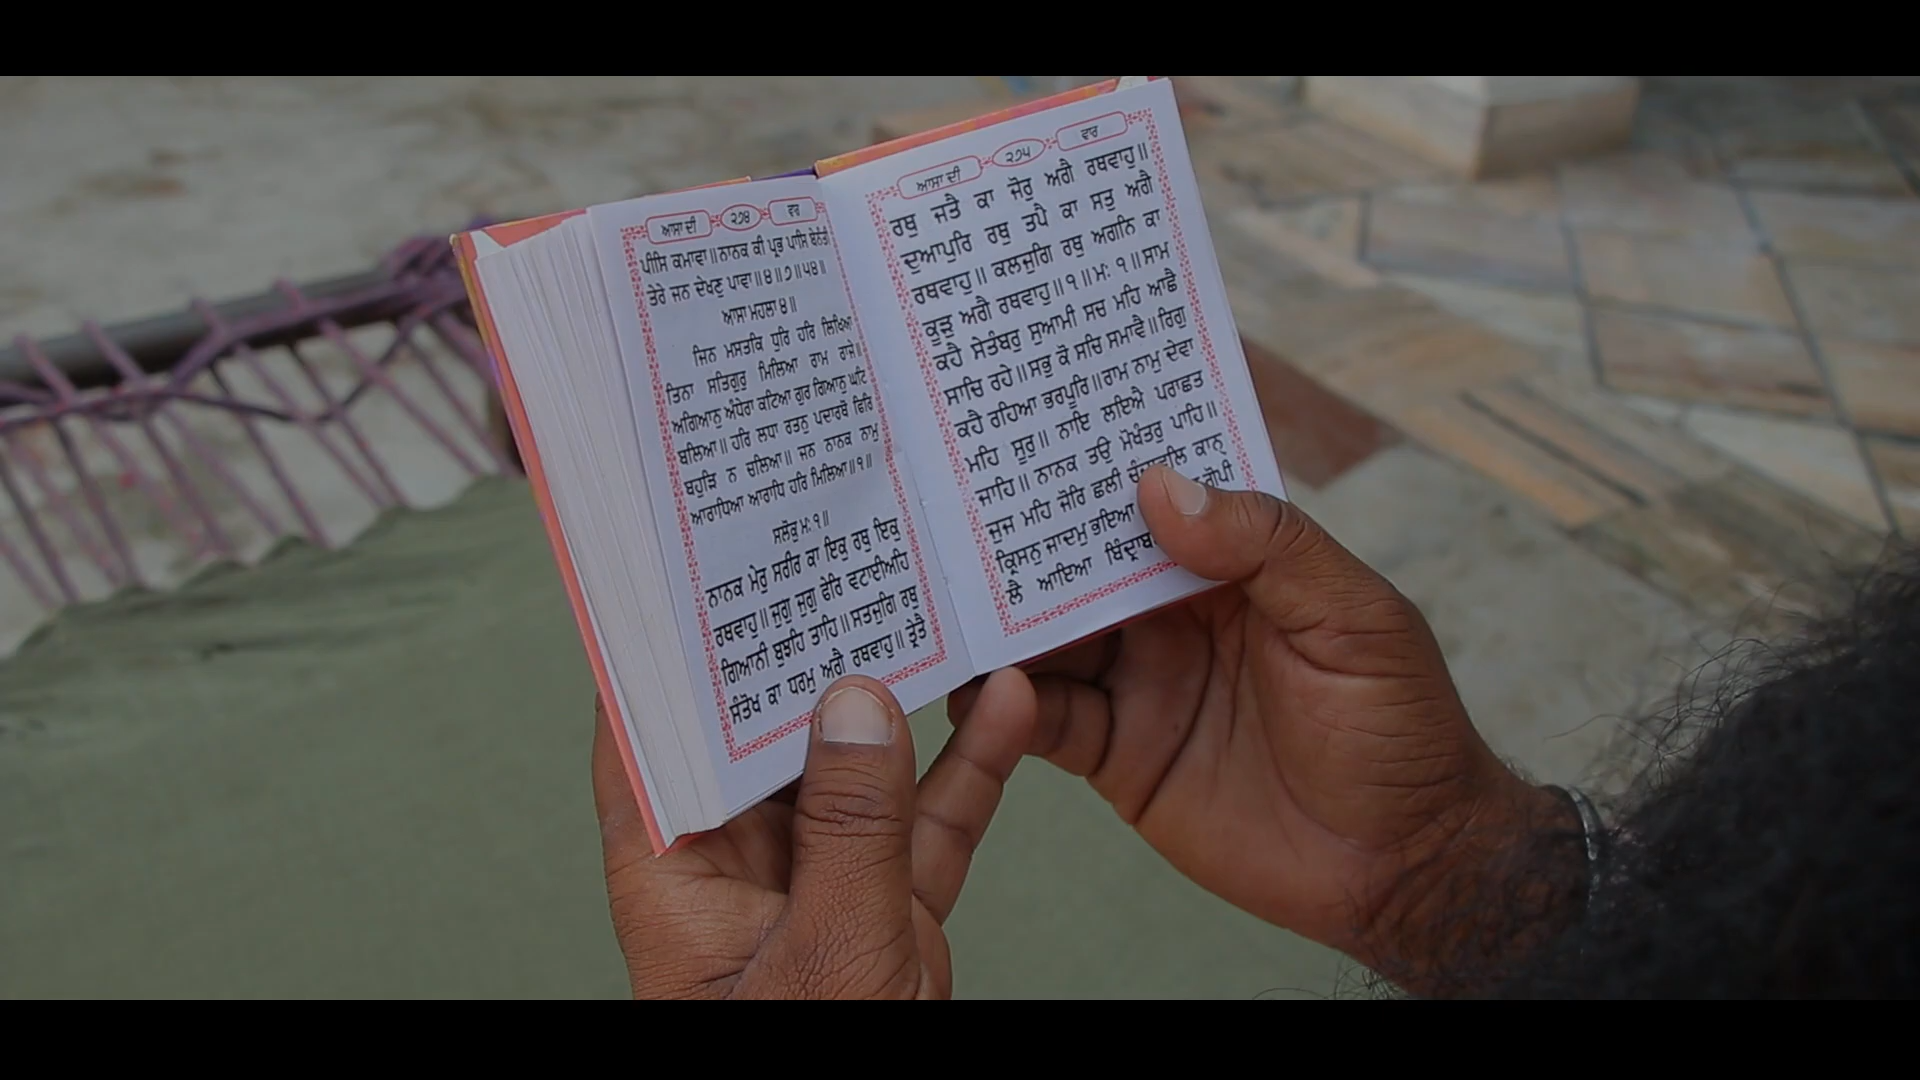 ਆਸਾ ਦੀ ੨੭੪ ਵਾਰ
ਪੀਸਿ ਕਮਾਵਾ॥ਨਾਨਕ ਕੀ ਪ੍ਰਭ ਪਾਸਿ ਬੇਨੰਤੀ
ਤੇਰੇ ਜਨ ਦੇਖਣੁ ਪਾਵਾ॥੪॥੭॥੫੪॥
ਆਸਾ ਮਹਲਾ ੪॥
ਜਿਨ ਮਸਤਕਿ ਧੁਰਿ ਹਰਿ ਲਿਖਿਆ
ਤਿਨਾ ਸਤਿਗੁਰੁ ਮਿਲਿਆ ਰਾਮ ਰਾਜੇ॥
ਅਗਿਆਨੁ ਅੰਧੇਰਾ ਕਟਿਆ ਗੁਰ ਗਿਆਨੁ ਘਟਿ
ਬਲਿਆ॥ਹਰਿ ਲਧਾ ਰਤਨੁ ਪਦਾਰਥੋ ਫਿਰਿ
ਬਹੁੜਿ ਨ ਚਲਿਆ॥ ਜਨ ਨਾਨਕ ਨਾਮੁ
ਆਰਾਧਿਆ ਆਰਾਧਿ ਹਰਿ ਮਿਲਿਆ॥੧॥
ਸਲੋਕੁ ਮਃ ੧॥
ਨਾਨਕ ਮੇਰੁ ਸਰੀਰ ਕਾ ਇਕੁ ਰਥੁ ਇਕੁ
ਰਥਵਾਹੁ॥ਜੁਗੁ ਜੁਗੁ ਫੇਰਿ ਵਟਾਈਅਹਿ
ਗਿਆਨੀ ਬੁਝਹਿ ਤਾਹਿ॥ਸਤਜੁਗਿ ਰਥੁ
ਸੰਤੋਖ ਕਾ ਧਰਮੁ ਅਗੈ ਰਥਵਾਹੁ॥ ਤ੍ਰੇਤੈ
ਆਸਾ ਦੀ ੨੭੫ ਵਾਰ
ਰਥੁ ਜਤੈ ਕਾ ਜੋਰੁ ਅਗੈ ਰਥਵਾਹੁ॥
ਦੁਆਪੁਰਿ ਰਥੁ ਤਪੈ ਕਾ ਸਤੁ ਅਗੈ
ਰਥਵਾਹੁ॥ ਕਲਜੁਗਿ ਰਥੁ ਅਗਨਿ ਕਾ
ਕੂੜੁ ਅਗੈ ਰਥਵਾਹੁ॥੧॥ਮਃ ੧॥ਸਾਮ
ਕਹੈ ਸੇਤੰਬਰੁ ਸੁਆਮੀ ਸਚ ਮਹਿ ਆਛੈ
ਸਾਚਿ ਰਹੇ॥ਸਭੁ ਕੋ ਸਚਿ ਸਮਾਵੈ॥ਰਿਗੁ
ਕਹੈ ਰਹਿਆ ਭਰਪੂਰਿ॥ਰਾਮ ਨਾਮੁ ਦੇਵਾ
ਮਹਿ ਸੂਰੁ॥ ਨਾਇ ਲਇਐ ਪਰਾਛਤ
ਜਾਹਿ॥ ਨਾਨਕ ਤਉ ਮੋਖੰਤਰੁ ਪਾਹਿ॥
ਜੁਜ ਮਹਿ ਜੋਰਿ ਛਲੀ ਕਾਨ੍ਹ
ਕ੍ਰਿਸਨੁ ਜਾਦਮੁ ਭਇਆ ਗੋਪੀ
ਲੈ ਆਇਆ